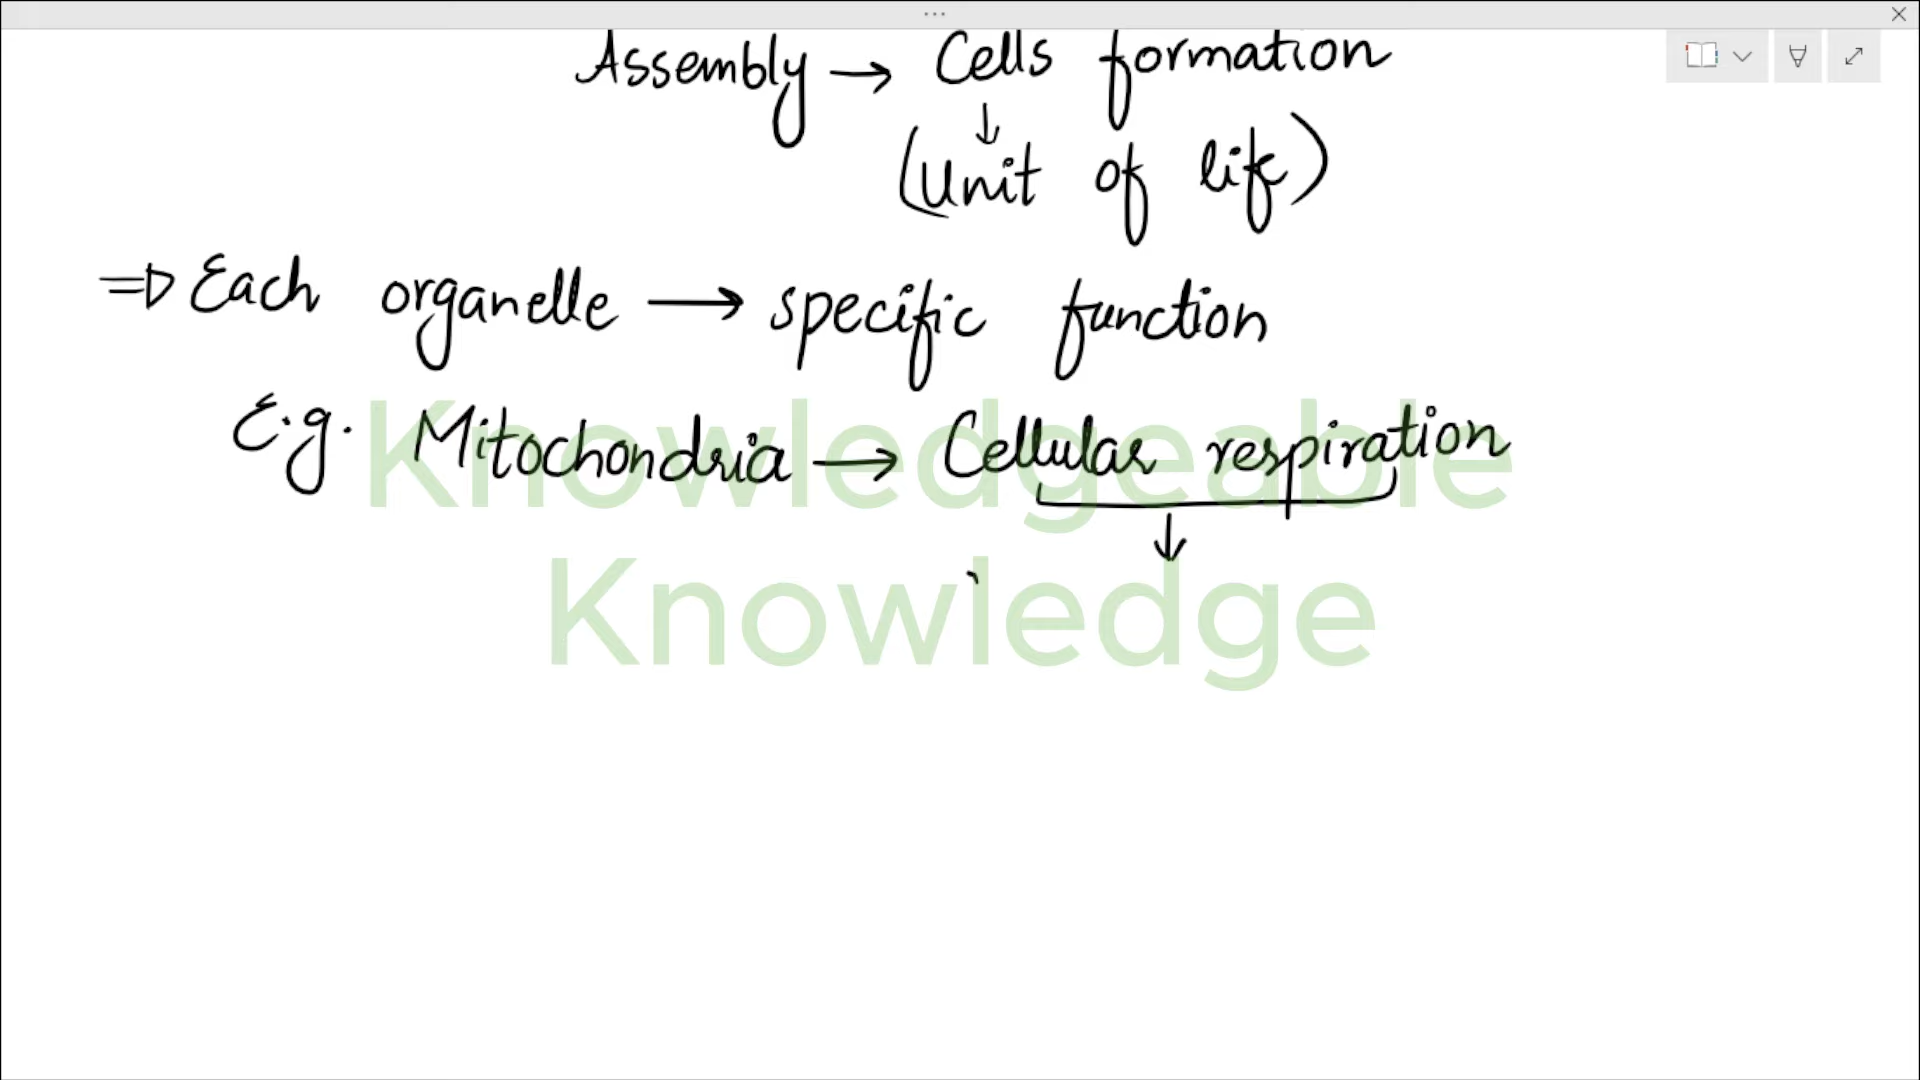 Assembly → Cells formation
↓
(Unit of life)
⇒ Each organelle → specific function
E.g. Mitochondria → Cellular respiration
↓
Knowledgeable
Knowledge